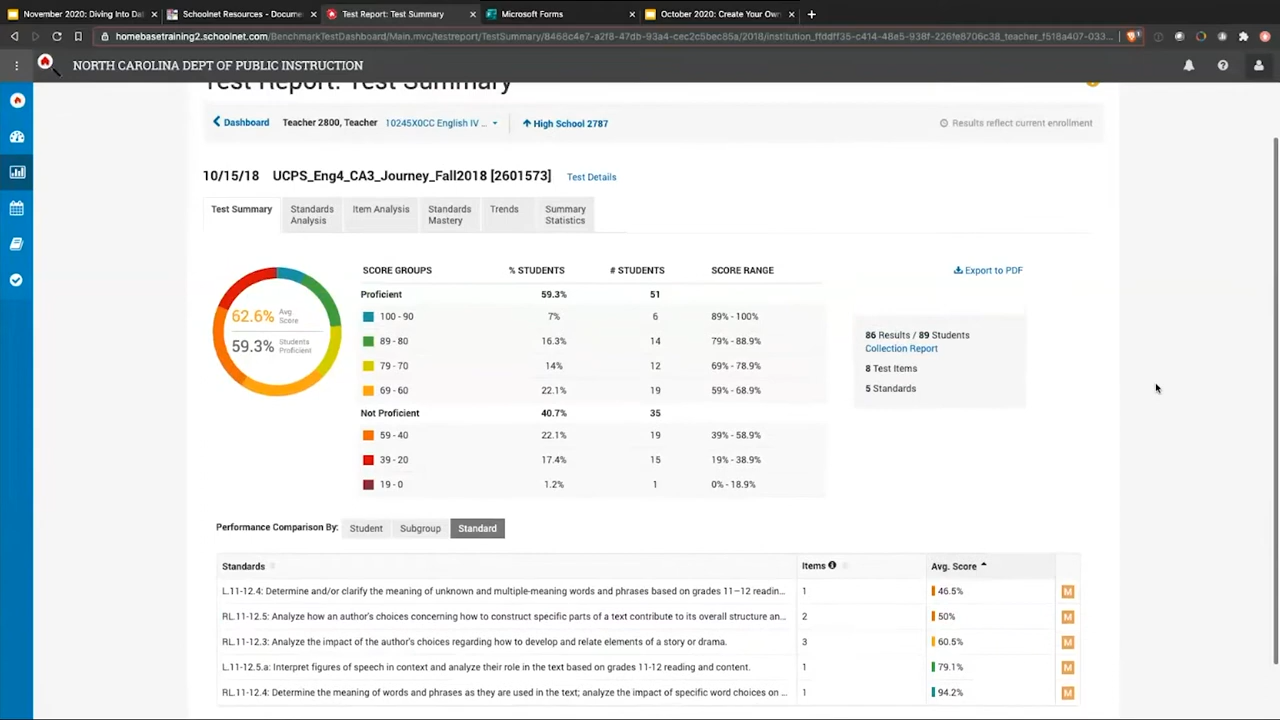 November 2020: Diving Into Dat
Schoolnet Resources - Docume
Test Report: Test Summary
Microsoft Forms
October 2020: Create Your Own
homebasetraining2.schoolnet.com/BenchmarkTestDashboard/Main.mvc/testreport/TestSummary/8468c4e7-a2f8-47db-93a4-cec2c5bec85a/2018/institution_ffddff35-c414-48e5-938f-226fe8706c38_teacher_f518a407-033...
NORTH CAROLINA DEPT OF PUBLIC INSTRUCTION
Test Report: Test Summary
Dashboard Teacher 2800, Teacher 10245X0CC English IV ... High School 2787 Results reflect current enrollment
10/15/18 UCPS_Eng4_CA3_Journey_Fall2018 [2601573] Test Details
Test Summary
Standards Analysis
Item Analysis
Standards Mastery
Trends
Summary Statistics
62.6% Avg Score
59.3% Students Proficient
SCORE GROUPS % STUDENTS # STUDENTS SCORE RANGE
Proficient 59.3% 51
100 - 90 7% 6 89% - 100%
89 - 80 16.3% 14 79% - 88.9%
79 - 70 14% 12 69% - 78.9%
69 - 60 22.1% 19 59% - 68.9%
Not Proficient 40.7% 35
59 - 40 22.1% 19 39% - 58.9%
39 - 20 17.4% 15 19% - 38.9%
19 - 0 1.2% 1 0% - 18.9%
Export to PDF
86 Results / 89 Students
Collection Report
8 Test Items
5 Standards
Performance Comparison By: Student Subgroup Standard
Standards Items Avg. Score
L.11-12.4: Determine and/or clarify the meaning of unknown and multiple-meaning words and phrases based on grades 11–12 readin... 1 46.5% M
RL.11-12.5: Analyze how an author's choices concerning how to construct specific parts of a text contribute to its overall structure an... 2 50% M
RL.11-12.3: Analyze the impact of the author's choices regarding how to develop and relate elements of a story or drama. 3 60.5% M
L.11-12.5.a: Interpret figures of speech in context and analyze their role in the text based on grades 11-12 reading and content. 1 79.1% M
RL.11-12.4: Determine the meaning of words and phrases as they are used in the text; analyze the impact of specific word choices on ... 1 94.2% M